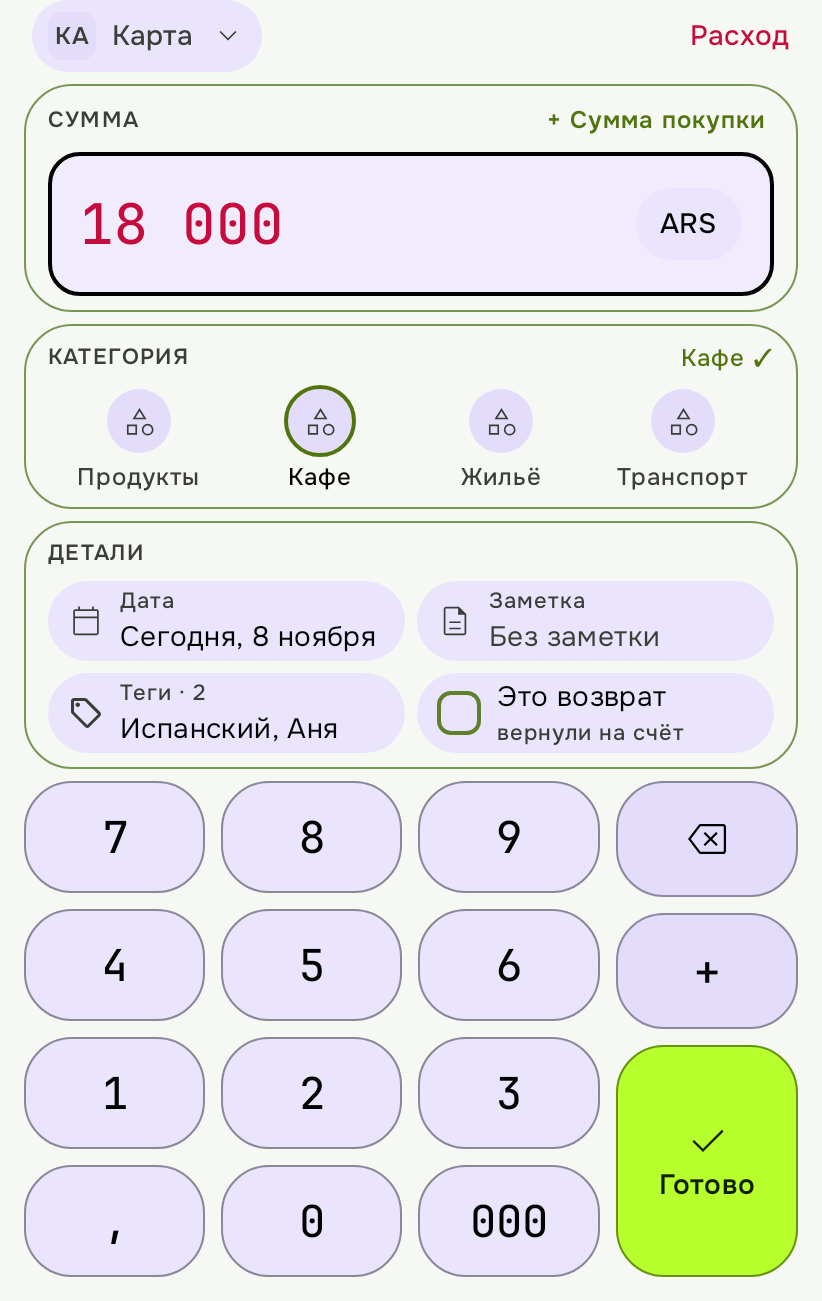 КА Карта Расход
СУММА + Сумма покупки
18 000 ARS
КАТЕГОРИЯ Кафе ✓
Продукты Кафе Жильё Транспорт
ДЕТАЛИ
Дата
Сегодня, 8 ноября
Заметка
Без заметки
Теги · 2
Испанский, Аня
Это возврат
вернули на счёт
7 8 9
4 5 6 +
1 2 3
Готово
, 0 000